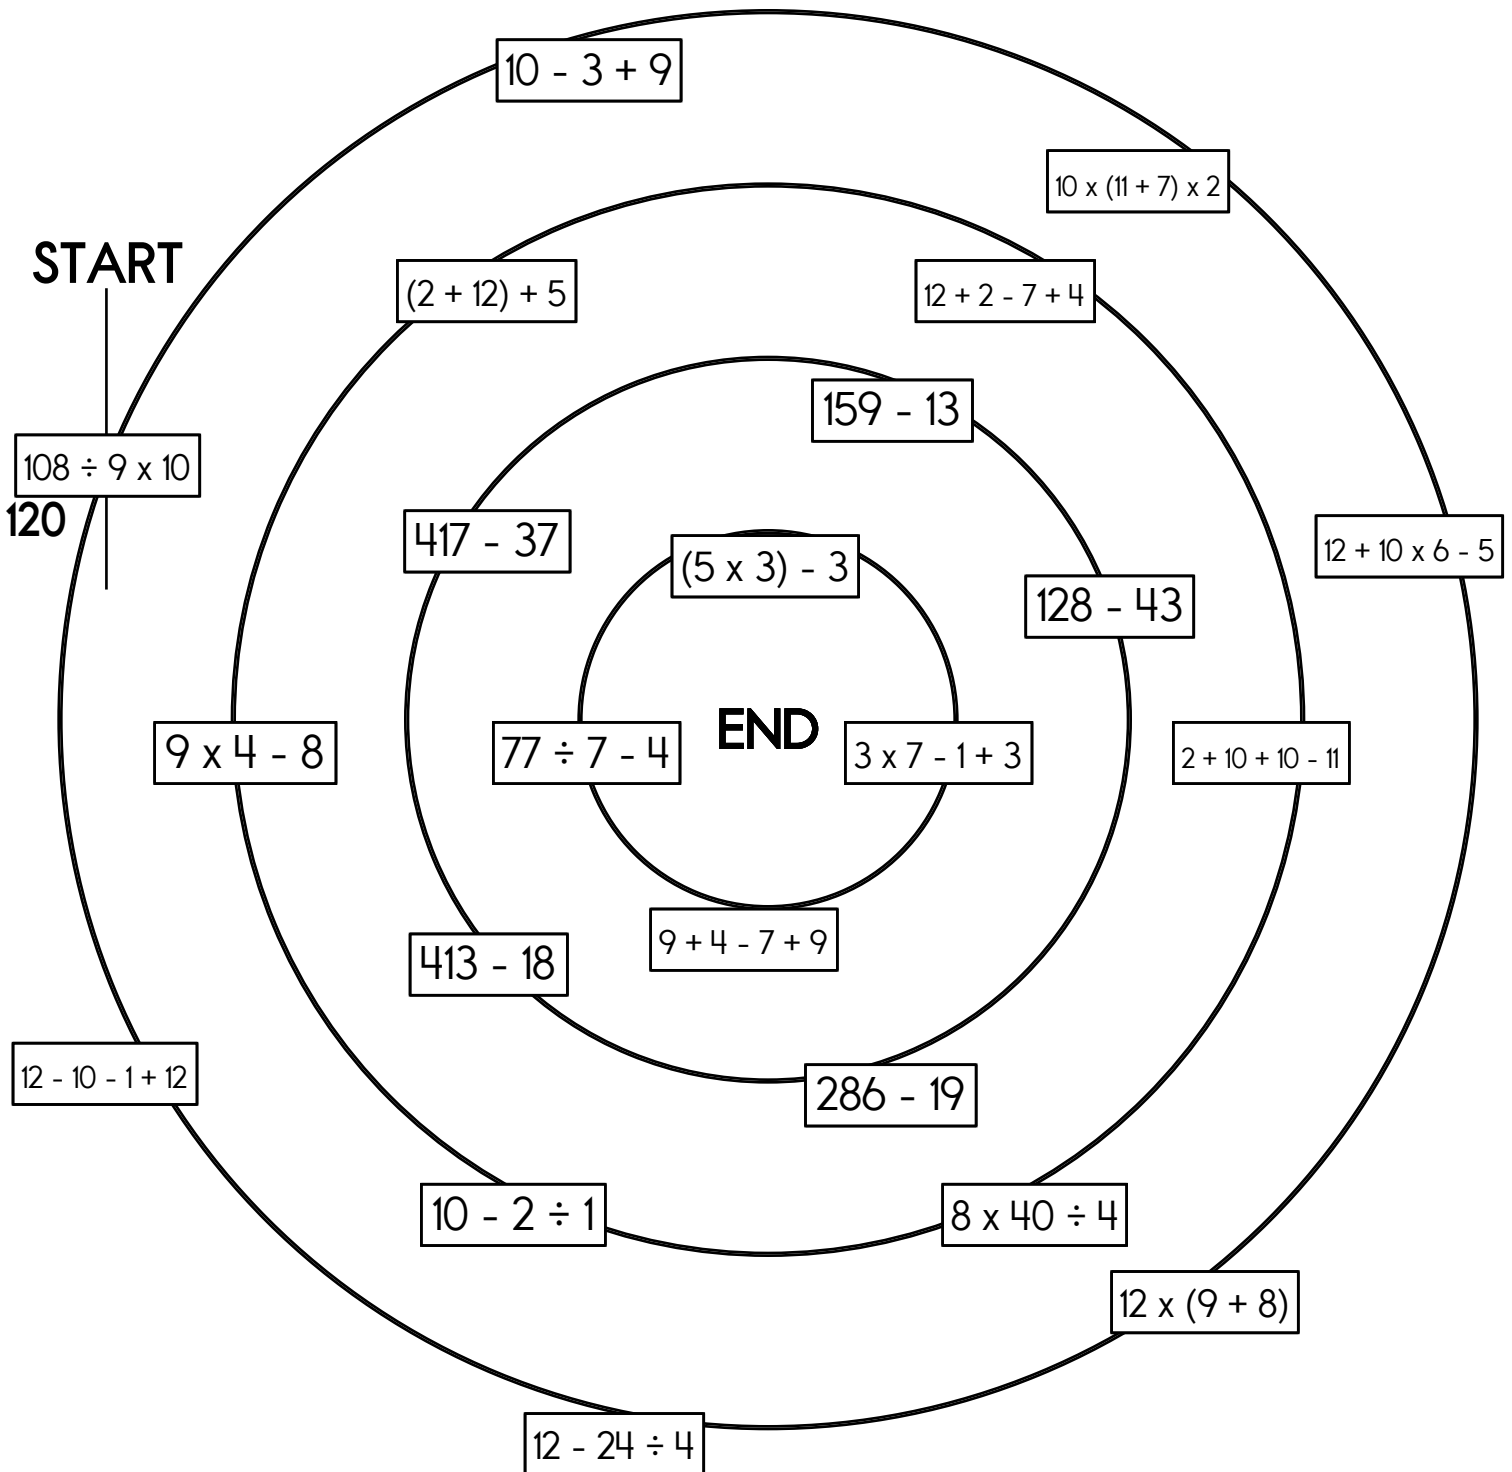 10 - 3 + 9
10 x (11 + 7) x 2
START
(2 + 12) + 5
12 + 2 - 7 + 4
159 - 13
108 ÷ 9 x 10
120
417 - 37
12 + 10 x 6 - 5
(5 x 3) - 3
128 - 43
9 x 4 - 8
77 ÷ 7 - 4
END
3 x 7 - 1 + 3
2 + 10 + 10 - 11
9 + 4 - 7 + 9
413 - 18
12 - 10 - 1 + 12
286 - 19
10 - 2 ÷ 1
8 x 40 ÷ 4
12 x (9 + 8)
12 - 24 ÷ 4